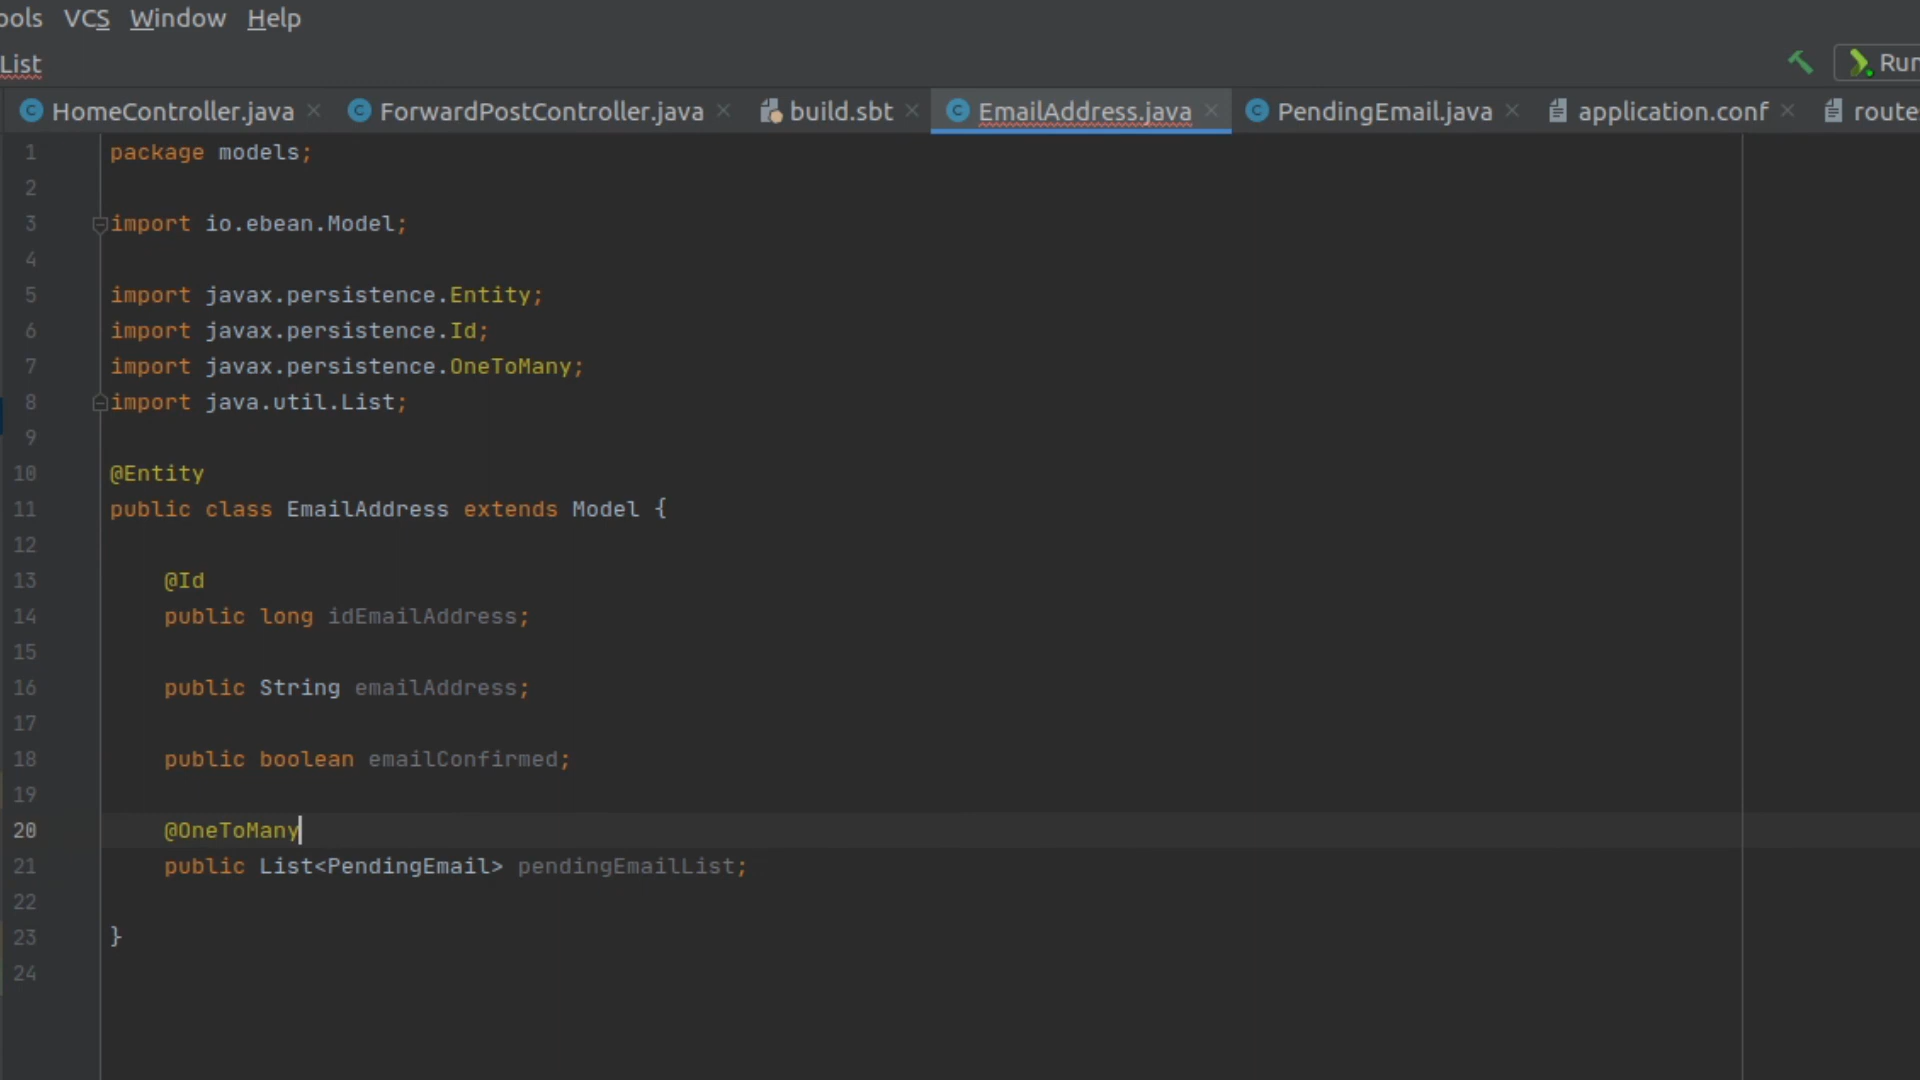 ools VCS Window Help
List
Run
HomeController.java ForwardPostController.java build.sbt EmailAddress.java PendingEmail.java application.conf routes
1 package models;
2
3 import io.ebean.Model;
4
5 import javax.persistence.Entity;
6 import javax.persistence.Id;
7 import javax.persistence.OneToMany;
8 import java.util.List;
9
10 @Entity
11 public class EmailAddress extends Model {
12
13 @Id
14 public long idEmailAddress;
15
16 public String emailAddress;
17
18 public boolean emailConfirmed;
19
20 @OneToMany
21 public List<PendingEmail> pendingEmailList;
22
23 }
24